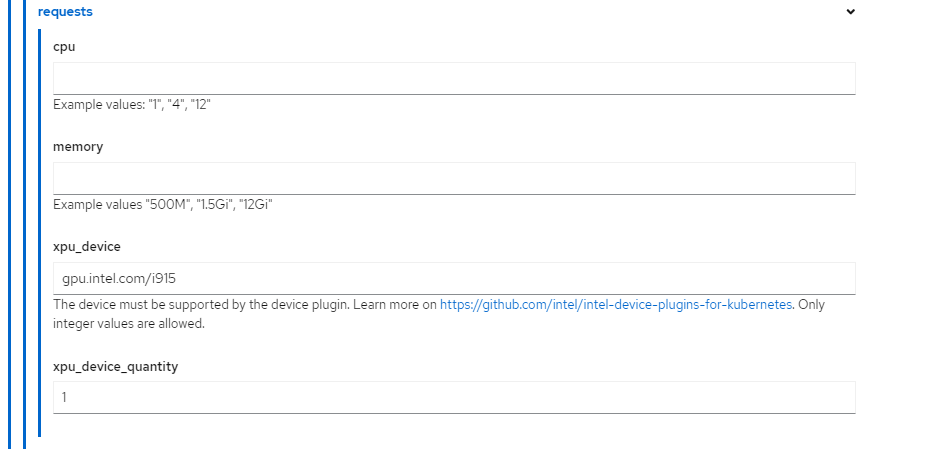 requests
cpu
Example values: "1", "4", "12"
memory
Example values "500M", "1.5Gi", "12Gi"
xpu_device
gpu.intel.com/i915
The device must be supported by the device plugin. Learn more on https://github.com/intel/intel-device-plugins-for-kubernetes. Only
integer values are allowed.
xpu_device_quantity
1